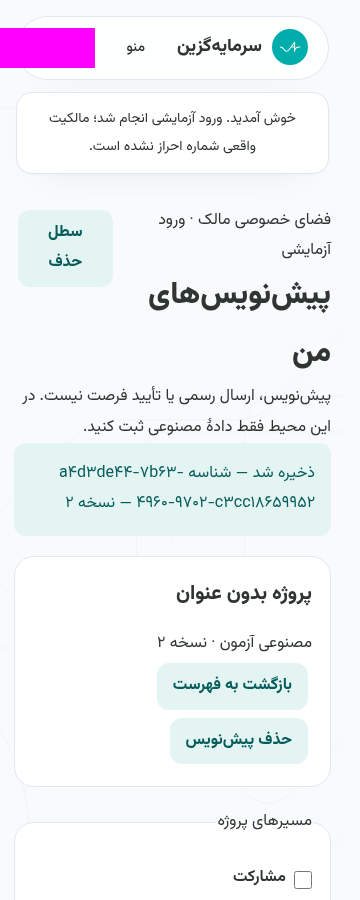 سرمایه‌گزین
منو
خوش آمدید. ورود آزمایشی انجام شد؛ مالکیت
واقعی شماره احراز نشده است.
فضای خصوصی مالک · ورود
آزمایشی
سطل
حذف
پیش‌نویس‌های
من
پیش‌نویس، ارسال رسمی یا تأیید فرصت نیست. در
این محیط فقط دادهٔ مصنوعی ثبت کنید.
ذخیره شد — شناسه a۴d۳de۴۴-۷b۶۳-
۴۹۶۰-۹۷۰۲-c۳cc۱۸۶۵۹۹۵۲ — نسخه ۲
پروژه بدون عنوان
مصنوعی آزمون · نسخه ۲
بازگشت به فهرست
حذف پیش‌نویس
مسیرهای پروژه
مشارکت